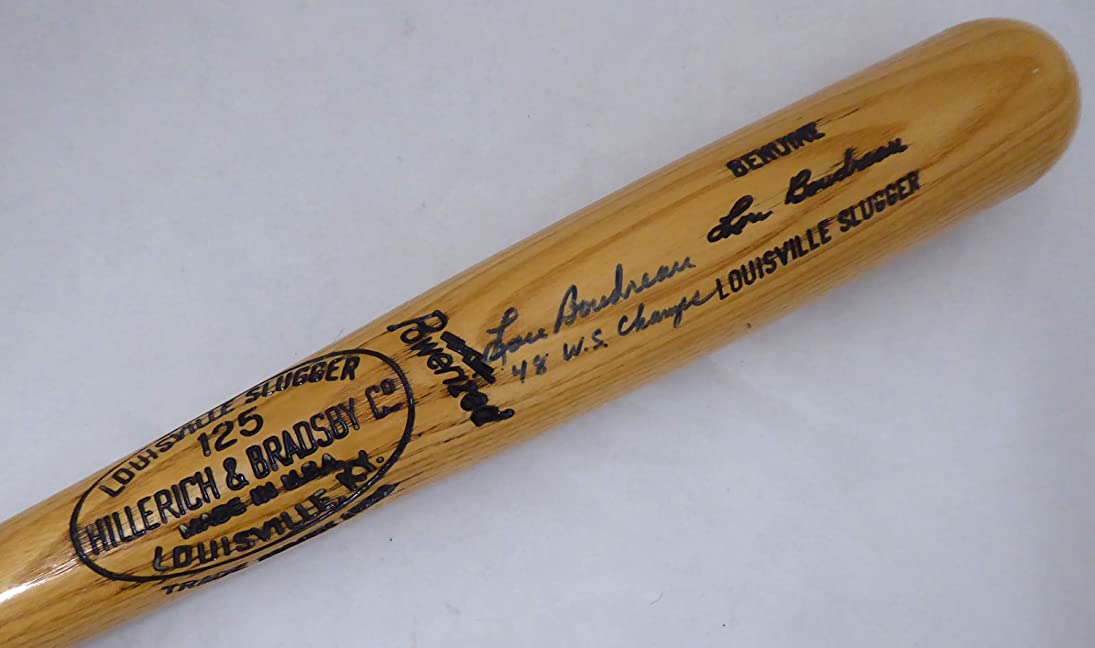 LOUISVILLE SLUGGER
125
HILLERICH & BRADSBY Cº
MADE IN U.S.A.
LOUISVILLE, KY.
TRADE
Powerized
Lou Boudreau
'48 W.S. Champs
GENUINE
Lou Boudreau
LOUISVILLE SLUGGER